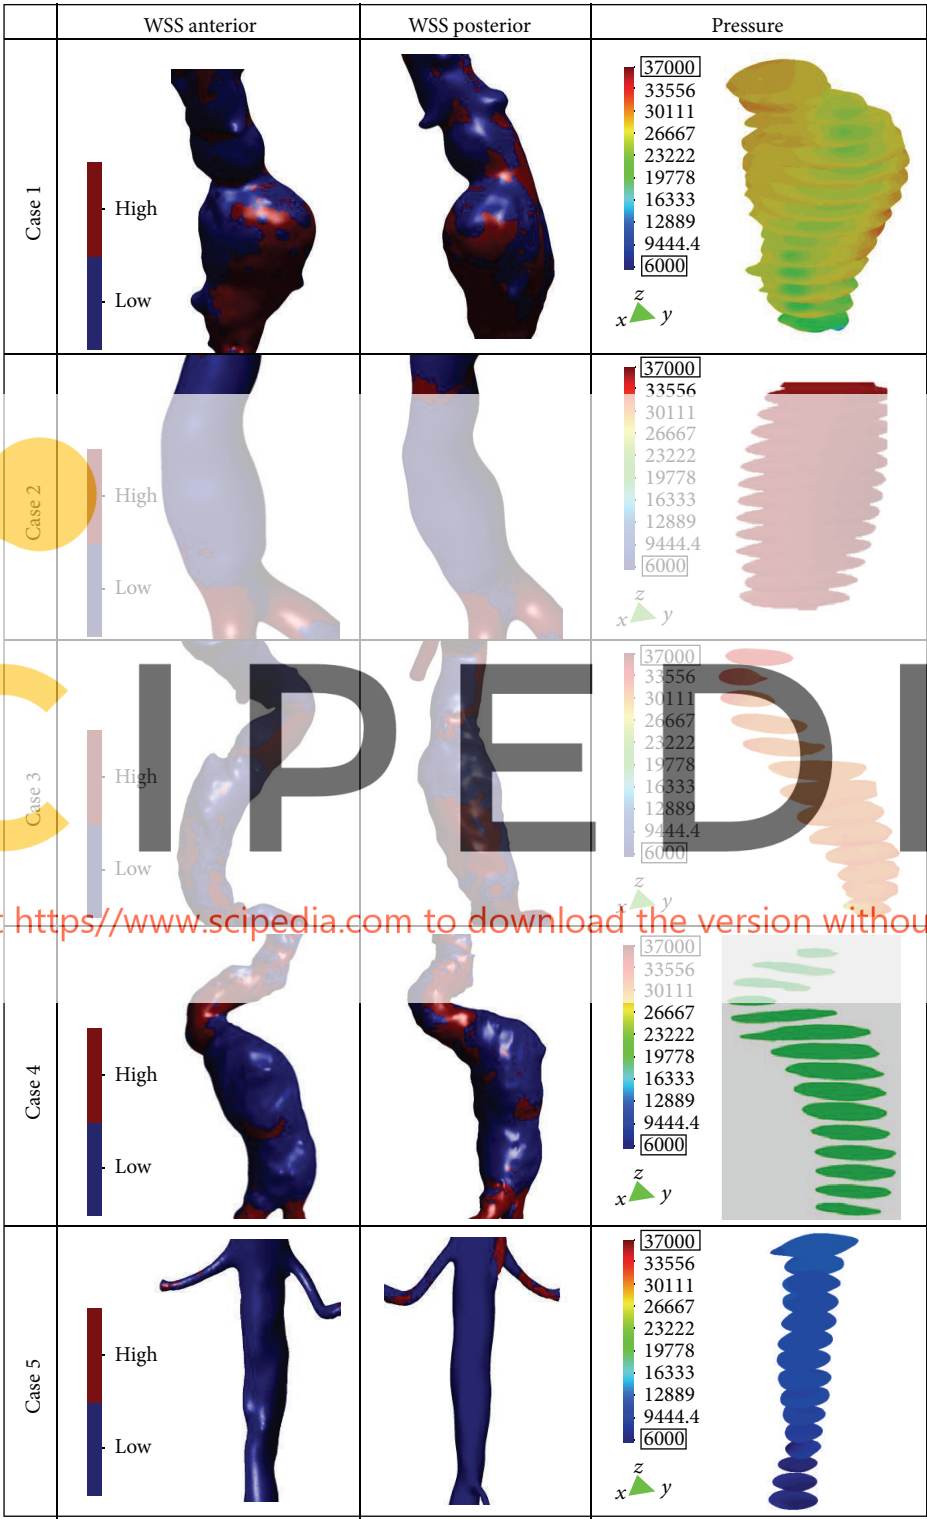 WSS anterior WSS posterior Pressure
Case 1
High
Low
37000
33556
30111
26667
23222
19778
16333
12889
9444.4
6000
z
x y
Case 2
High
Low
37000
33556
30111
26667
23222
19778
16333
12889
9444.4
6000
z
x y
Case 3
High
Low
37000
33556
30111
26667
23222
19778
16333
12889
9444.4
6000
z
x y
CIPEDI
t https//www.scipedia.com to download the version withou
Case 4
High
Low
37000
33556
30111
26667
23222
19778
16333
12889
9444.4
6000
z
x y
Case 5
High
Low
37000
33556
30111
26667
23222
19778
16333
12889
9444.4
6000
z
x y